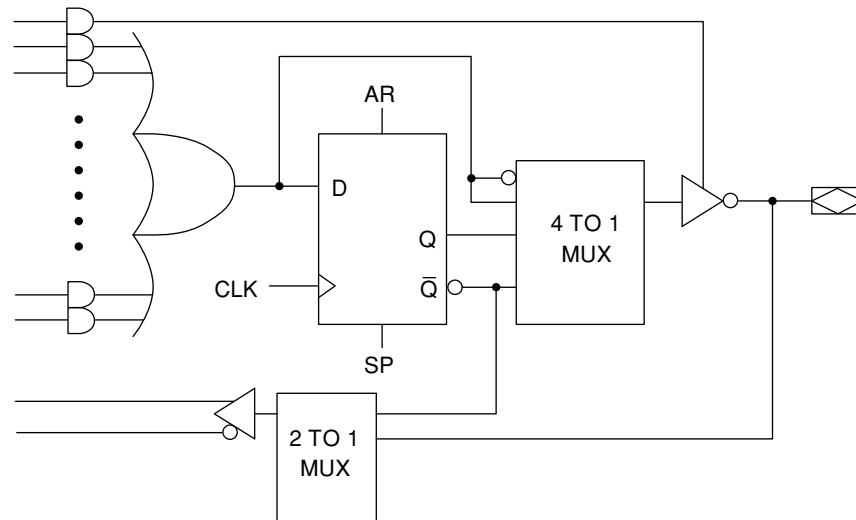 AR
D
4 TO 1
MUX
Q
CLK
Q̅
SP
2 TO 1
MUX